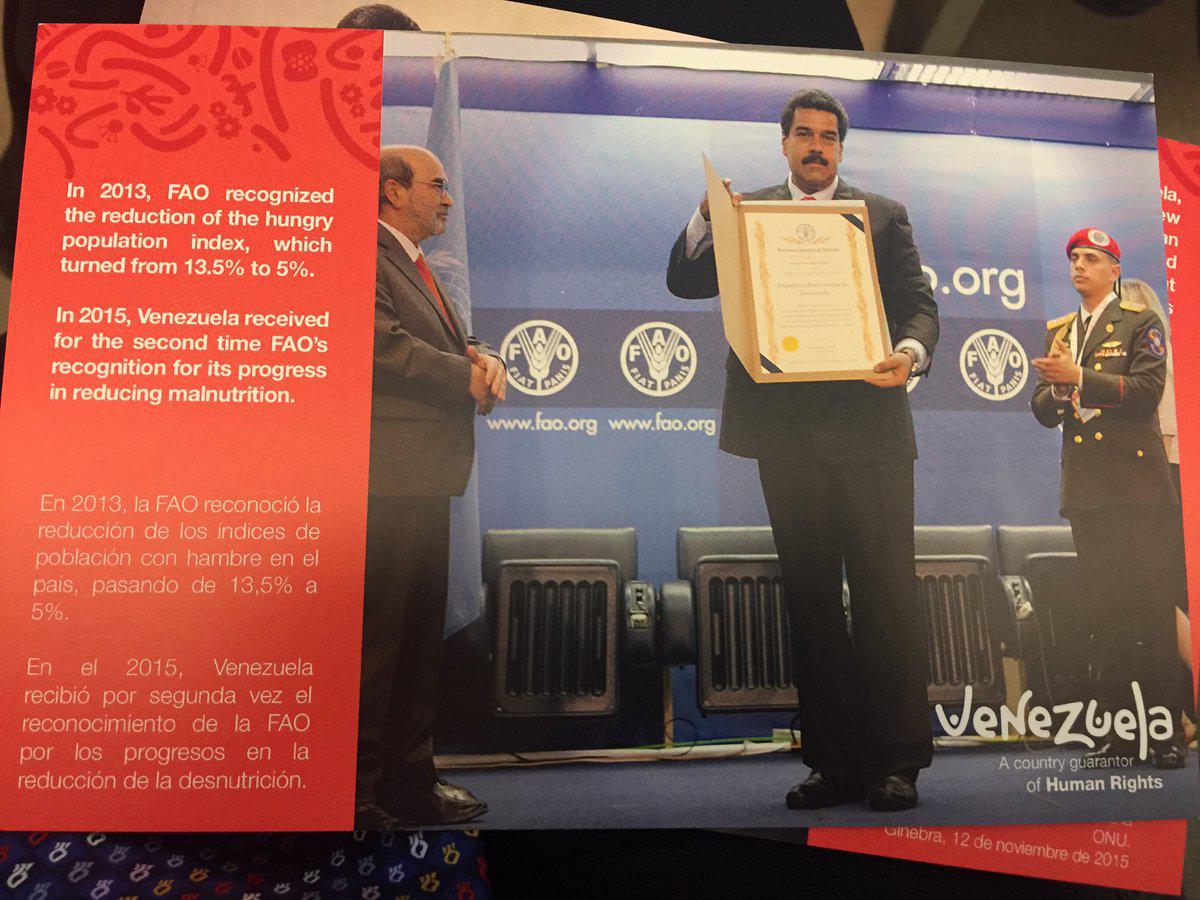 In 2013, FAO recognized
the reduction of the hungry
population index, which
turned from 13.5% to 5%.
In 2015, Venezuela received
for the second time FAO's
recognition for its progress
in reducing malnutrition.
En 2013, la FAO reconoció la
reducción de los índices de
población con hambre en el
país, pasando de 13,5% a
5%.
En el 2015, Venezuela
recibió por segunda vez el
reconocimiento de la FAO
por los progresos en la
reducción de la desnutrición.
República Bolivariana de
Venezuela
o.org
FAO
FIAT PANIS
FAO
FIAT PANIS
FAO
FIAT PANIS
www.fao.org www.fao.org
venezuela
A country guarantor
of Human Rights
ONU.
Ginebra, 12 de noviembre de 2015